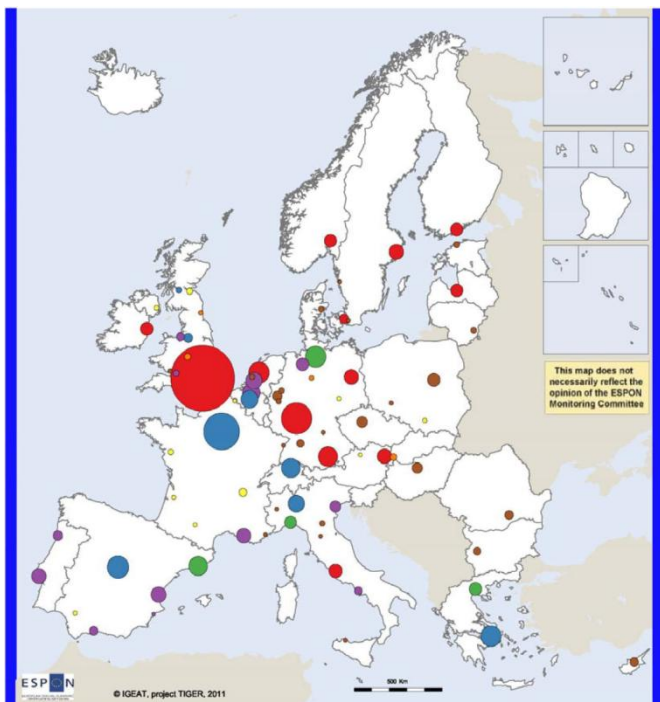 This map does not
necessarily reflect the
opinion of the ESPON
Monitoring Committee
ESPON
© IGEAT, project TIGER, 2011
500 Km